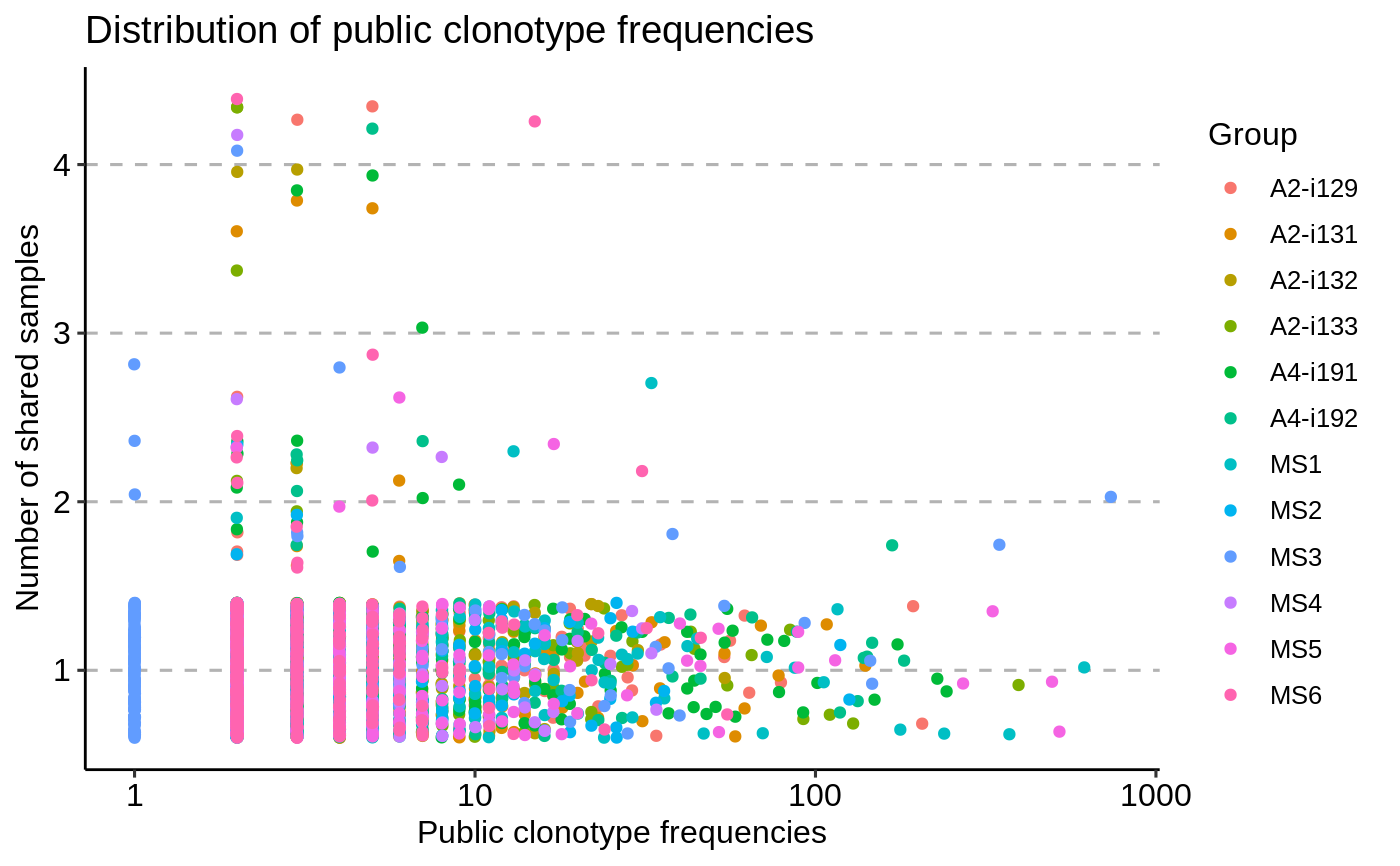 Distribution of public clonotype frequencies
Number of shared samples
4
3
2
1
1
10
100
1000
Public clonotype frequencies
Group
A2-i129
A2-i131
A2-i132
A2-i133
A4-i191
A4-i192
MS1
MS2
MS3
MS4
MS5
MS6